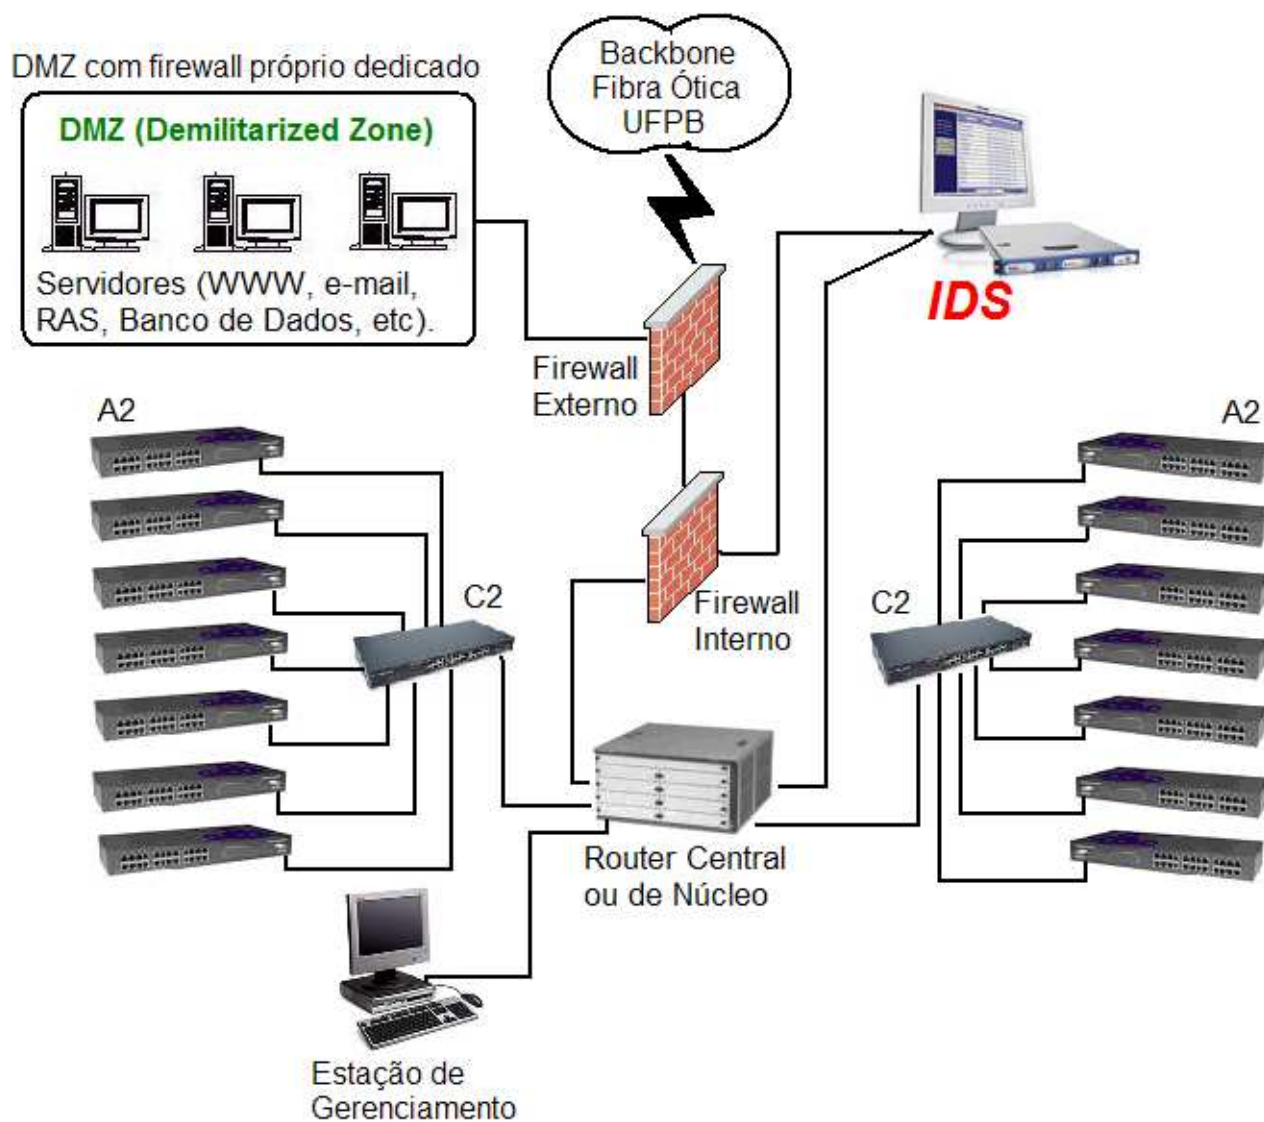 DMZ com firewall próprio dedicado
DMZ (Demilitarized Zone)
Servidores (WWW, e-mail,
RAS, Banco de Dados, etc).
Backbone
Fibra Ótica
UFPB
IDS
Firewall
Externo
A2
A2
C2
Firewall
Interno
C2
Router Central
ou de Núcleo
Estação de
Gerenciamento